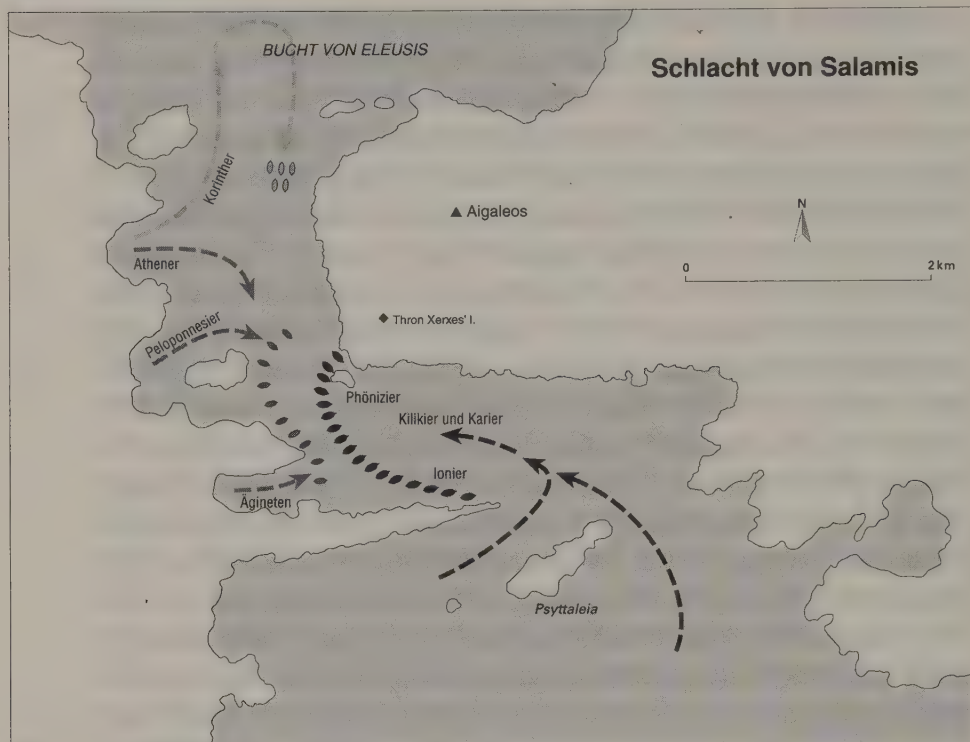 BUCHT VON ELEUSIS
Schlacht von Salamis
Korinther
Aigaleos
N
0 2 km
Athener
Thron Xerxes' I.
Peloponnesier
Phönizier
Kilikier und Karier
Ionier
Ägineten
Psyttaleia